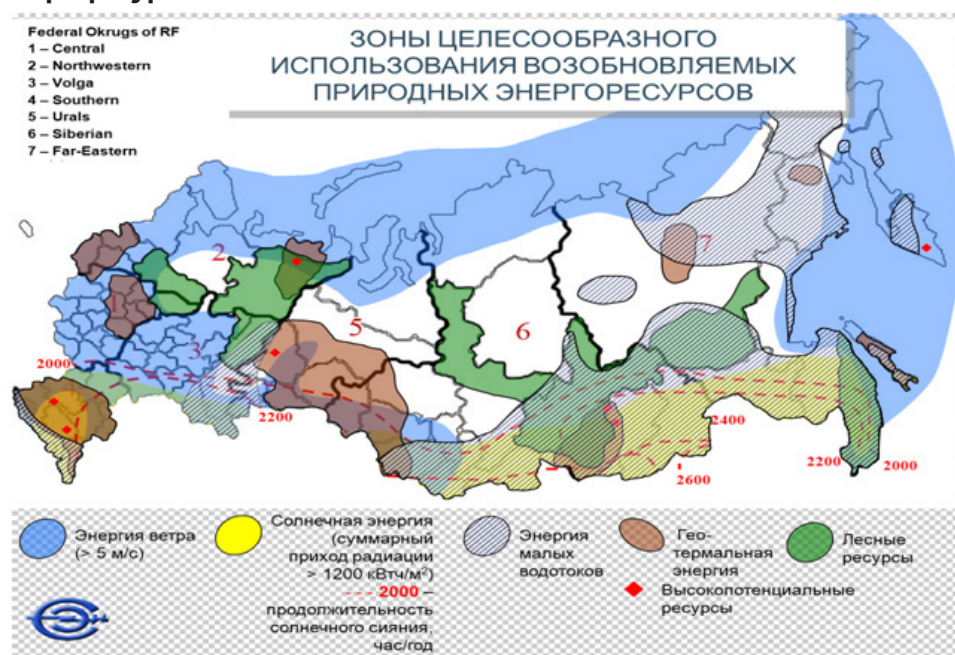 Federal Okrugs of RF
1 – Central
2 – Northwestern
3 – Volga
4 – Southern
5 – Urals
6 – Siberian
7 – Far-Eastern
ЗОНЫ ЦЕЛЕСООБРАЗНОГО
ИСПОЛЬЗОВАНИЯ ВОЗОБНОВЛЯЕМЫХ
ПРИРОДНЫХ ЭНЕРГОРЕСУРСОВ
1
2
3
5
6
7
2000
2200
2400
2600
2200
2000
Энергия ветра
(> 5 м/с)
Солнечная энергия
(суммарный
приход радиации
> 1200 кВтч/м²)
--- 2000 –
продолжительность
солнечного сияния,
час/год
Энергия
малых
водотоков
Гео-
термальная
энергия
Лесные
ресурсы
Высокопотенциальные
ресурсы